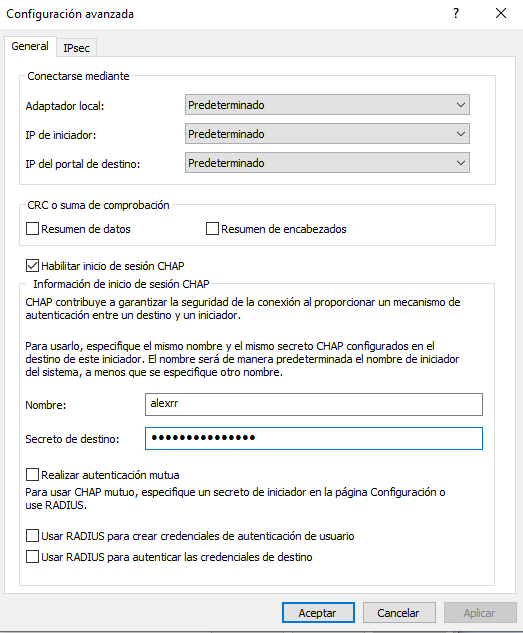 Configuración avanzada
General
IPsec
Conectarse mediante
Adaptador local:
Predeterminado
IP de iniciador:
Predeterminado
IP del portal de destino:
Predeterminado
CRC o suma de comprobación
Resumen de datos
Resumen de encabezados
Habilitar inicio de sesión CHAP
Información de inicio de sesión CHAP
CHAP contribuye a garantizar la seguridad de la conexión al proporcionar un mecanismo de
autenticación entre un destino y un iniciador.
Para usarlo, especifique el mismo nombre y el mismo secreto CHAP configurados en el
destino de este iniciador. El nombre será de manera predeterminada el nombre de iniciador
del sistema, a menos que se especifique otro nombre.
Nombre:
alexrr
Secreto de destino:
●●●●●●●●●●●●●●●
Realizar autenticación mutua
Para usar CHAP mutuo, especifique un secreto de iniciador en la página Configuración o
use RADIUS.
Usar RADIUS para crear credenciales de autenticación de usuario
Usar RADIUS para autenticar las credenciales de destino
Aceptar
Cancelar
Aplicar